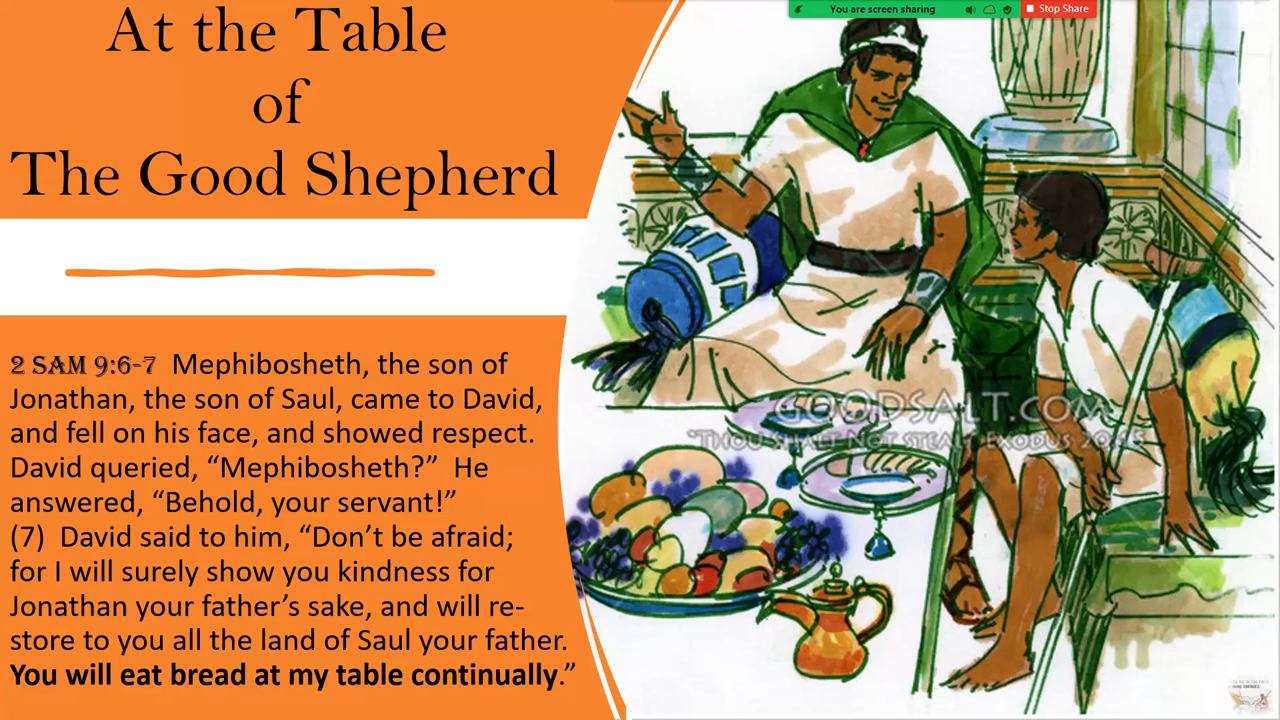 You are screen sharing
Stop Share
At the Table
of
The Good Shepherd
2 SAM 9:6-7 Mephibosheth, the son of
Jonathan, the son of Saul, came to David,
and fell on his face, and showed respect.
David queried, “Mephibosheth?” He
answered, “Behold, your servant!”
(7) David said to him, “Don’t be afraid;
for I will surely show you kindness for
Jonathan your father’s sake, and will re-
store to you all the land of Saul your father.
You will eat bread at my table continually.”
GOODSALT.COM
"THOU SHALT NOT STEAL" EXODUS